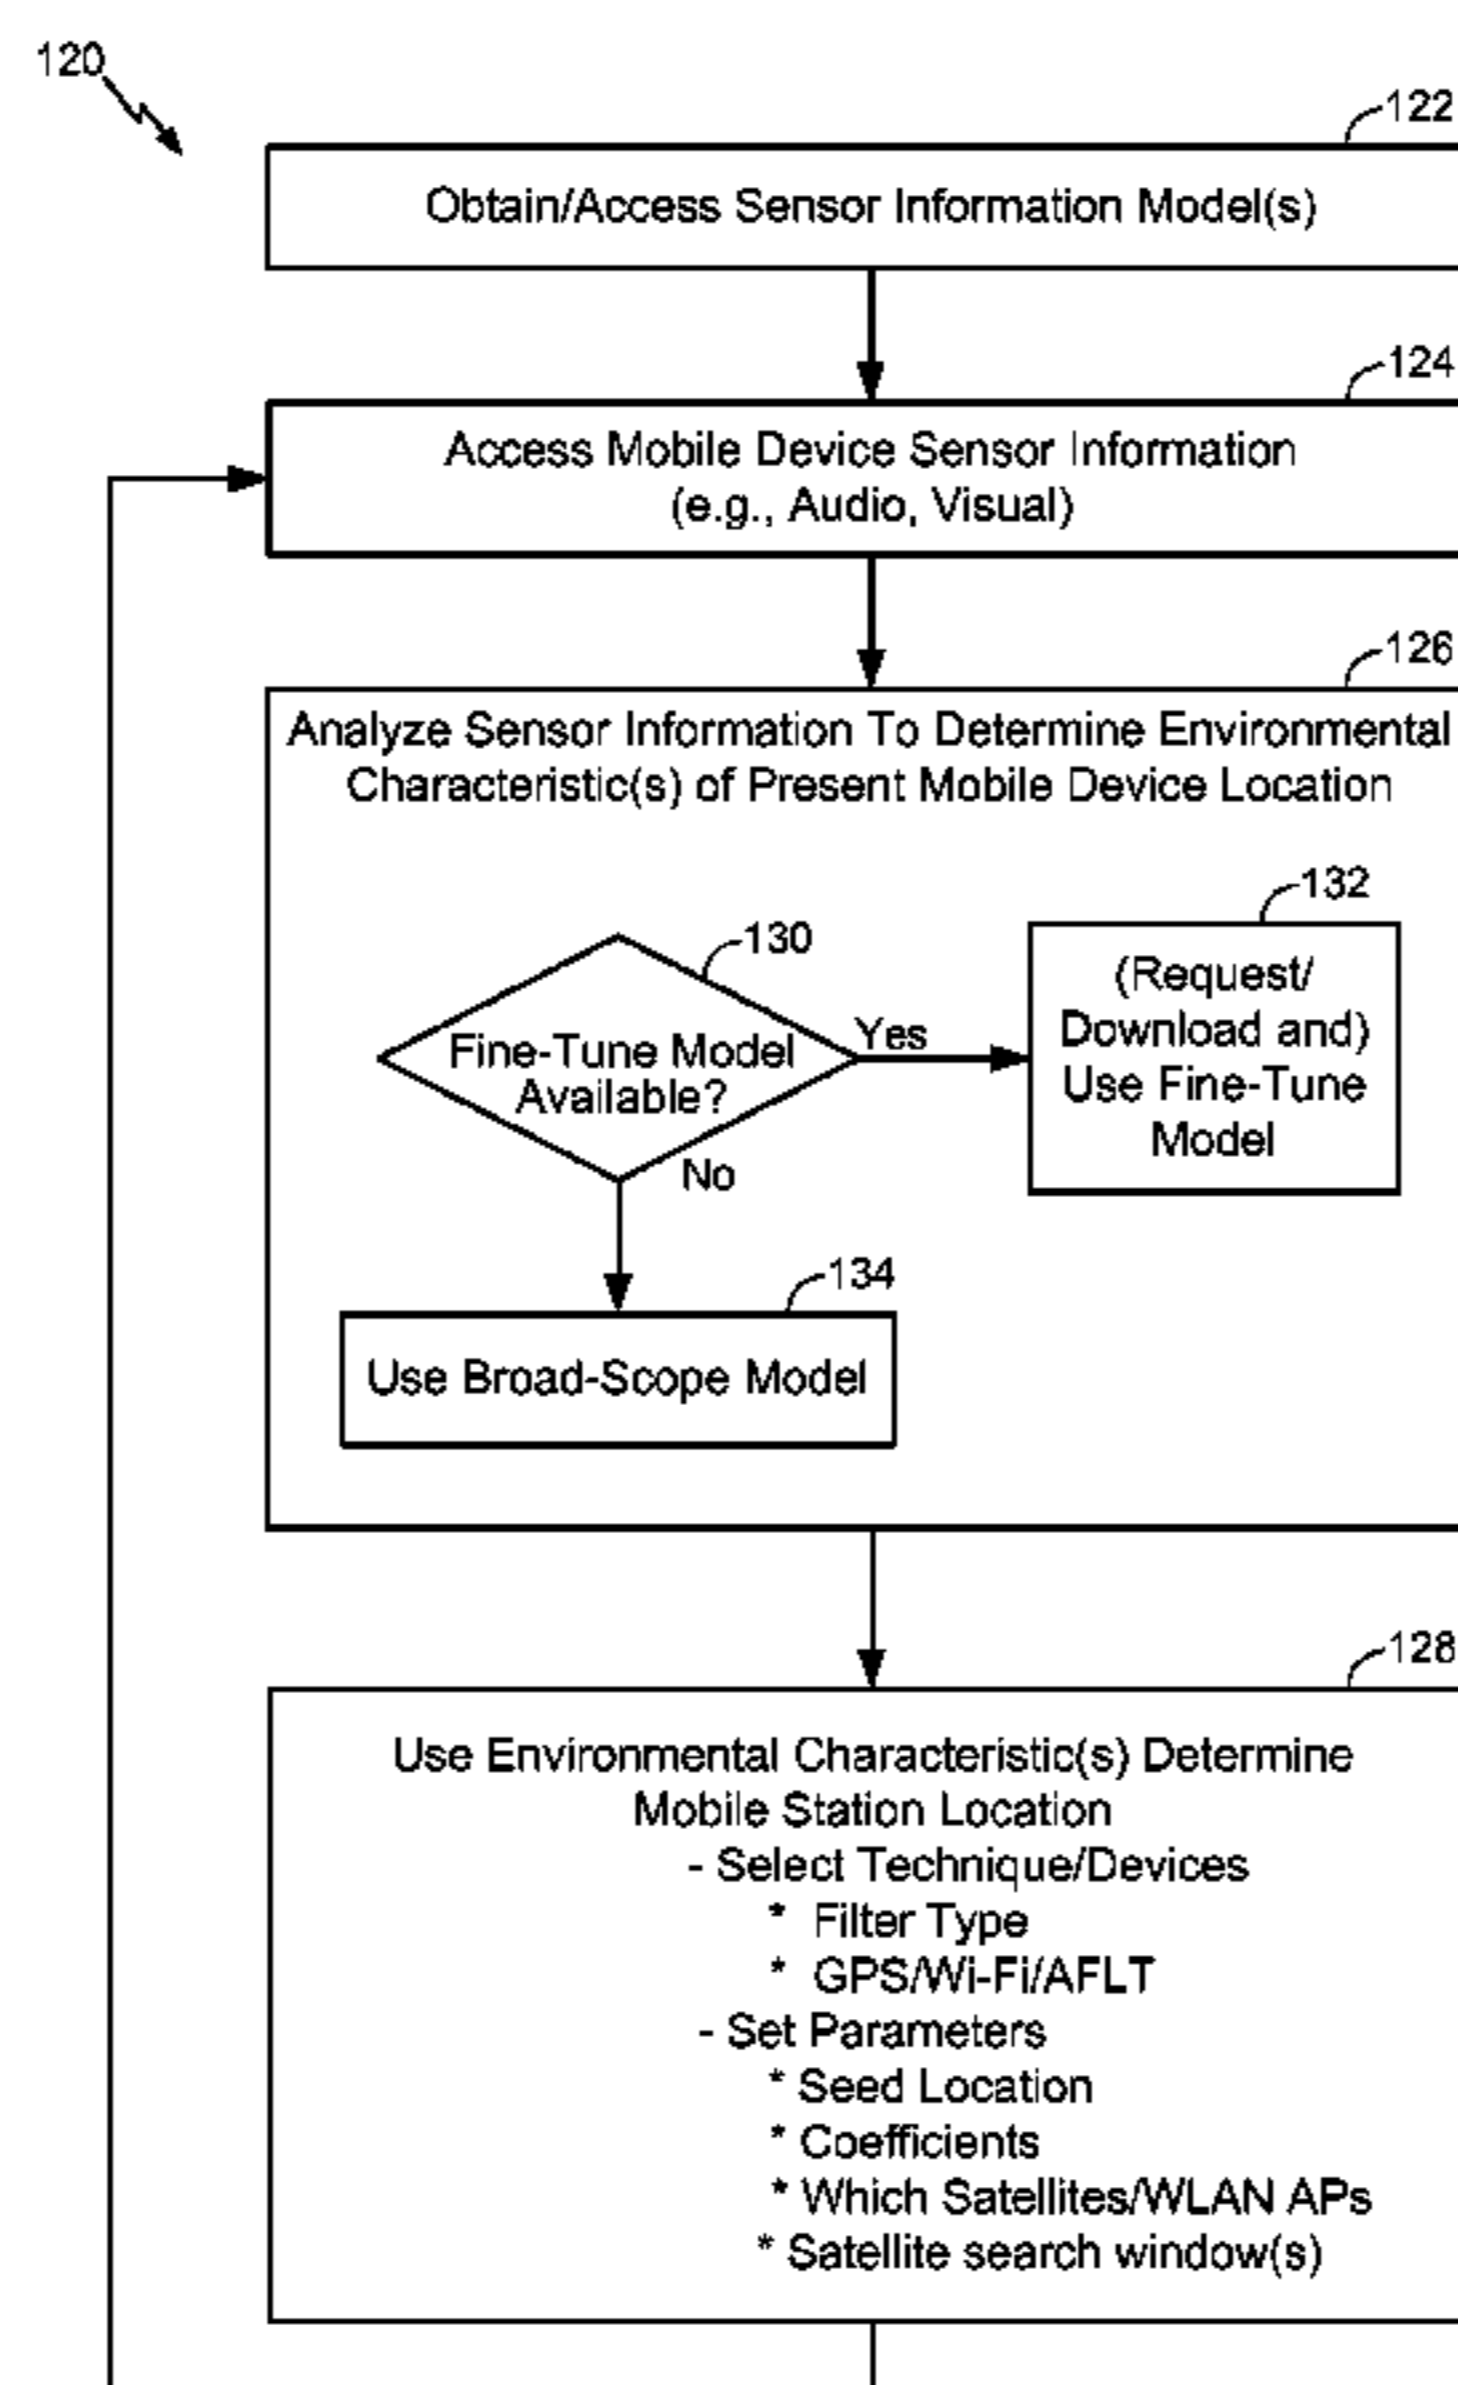 120
122
Obtain/Access Sensor Information Model(s)
124
Access Mobile Device Sensor Information
(e.g., Audio, Visual)
126
Analyze Sensor Information To Determine Environmental
Characteristic(s) of Present Mobile Device Location
132
130
(Request/
Download and)
Use Fine-Tune
Model
Fine-Tune Model
Available?
Yes
No
134
Use Broad-Scope Model
128
Use Environmental Characteristic(s) Determine
Mobile Station Location
- Select Technique/Devices
* Filter Type
* GPS/Wi-Fi/AFLT
- Set Parameters
* Seed Location
* Coefficients
* Which Satellites/WLAN APs
* Satellite search window(s)